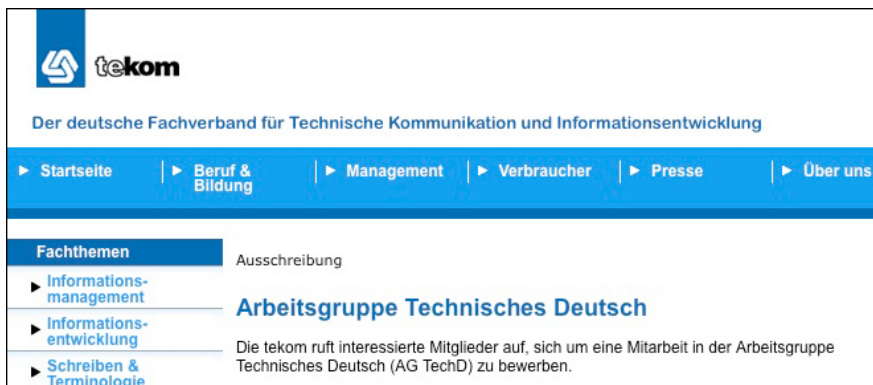 tekom
Der deutsche Fachverband für Technische Kommunikation und Informationsentwicklung
Startseite
Beruf &
Bildung
Management
Verbraucher
Presse
Über uns
Fachthemen
Informations-
management
Informations-
entwicklung
Schreiben &
Terminologie
Ausschreibung
Arbeitsgruppe Technisches Deutsch
Die tekom ruft interessierte Mitglieder auf, sich um eine Mitarbeit in der Arbeitsgruppe
Technisches Deutsch (AG TechD) zu bewerben.